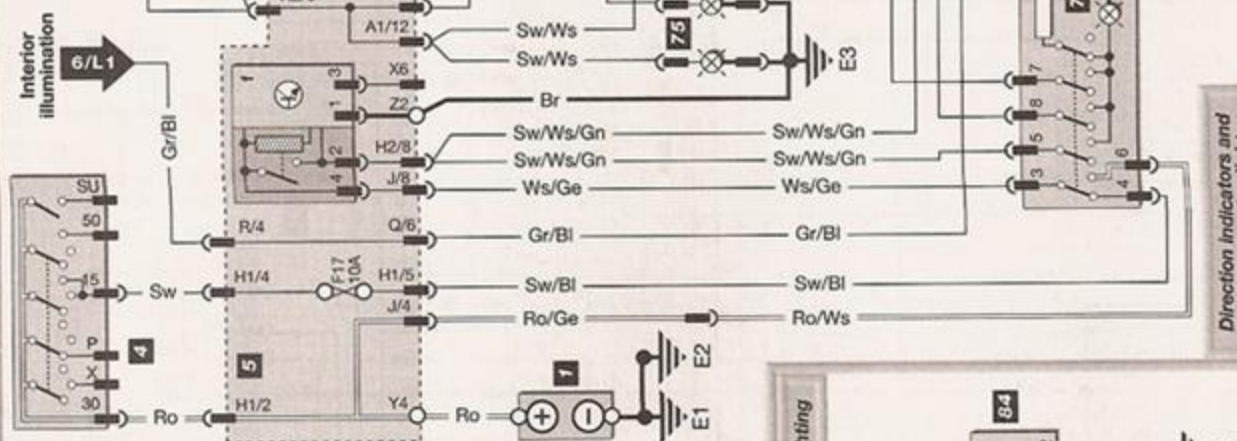 Interior
illumination
6/L1
Gr/Bl
A1/12
Sw/Ws
Sw/Ws
75
E3
1
3
X6
1
Z2
Br
2
H2/8
Sw/Ws/Gn
Sw/Ws/Gn
Sw/Ws/Gn
Sw/Ws/Gn
4
J/8
Ws/Ge
Ws/Ge
7
8
5
3
6
4
R/4
Q/6
Gr/Bl
Gr/Bl
SU
50
15
Sw
H1/4
F17
10A
H1/5
Sw/Bl
Sw/Bl
J/4
Ro/Ge
Ro/Ws
P
X
30
4
5
Ro
H1/2
Y4
Ro
1
+
−
E2
E1
84
Direction indicators and